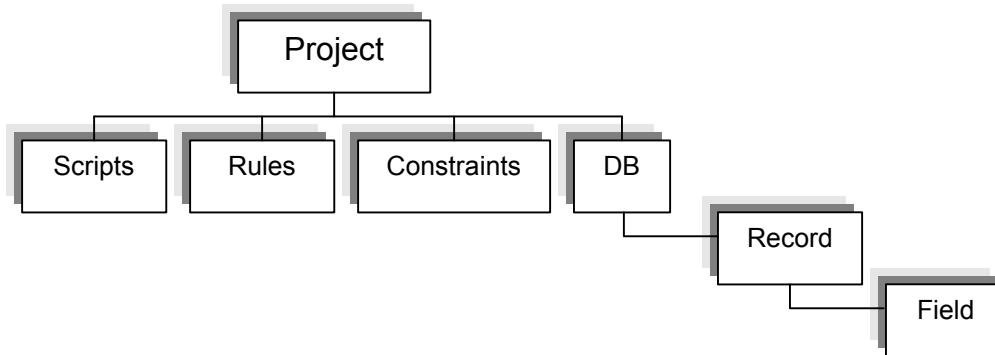 Project
Scripts
Rules
Constraints
DB
Record
Field